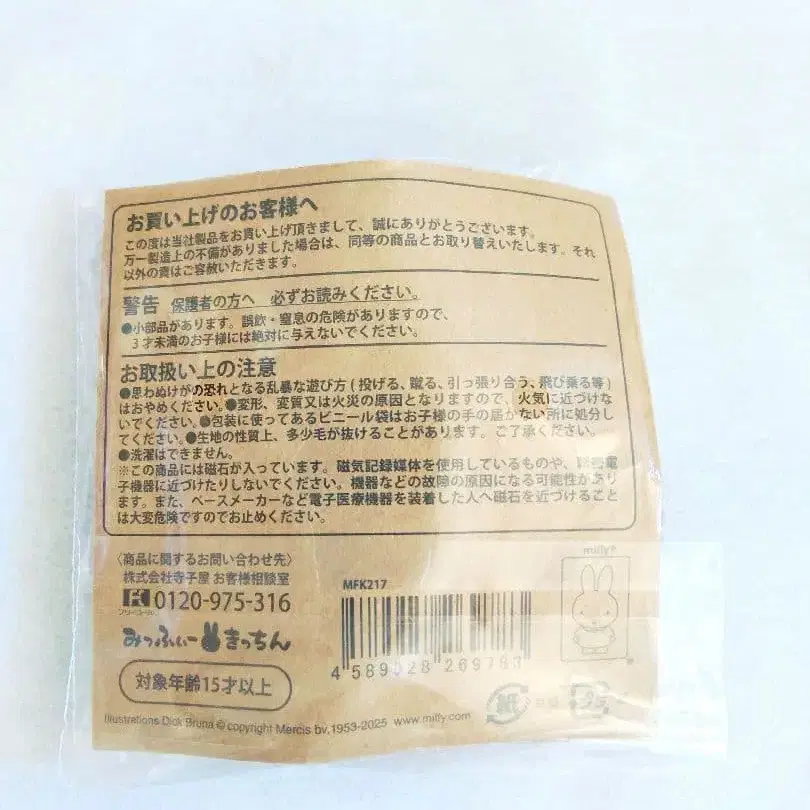 お買い上げのお客様へ
この度は当社製品をお買い上げ頂きまして、誠にありがとうございます。
万一製造上の不備がありました場合は、同等の商品とお取り替えいたします。それ
以外の責はご容赦いただきます。
警告 保護者の方へ 必ずお読みください。
●小部品があります。誤飲・窒息の危険がありますので、
3才未満のお子様には絶対に与えないでください。
お取扱い上の注意
●思わぬけがの恐れとなる乱暴な遊び方(投げる、蹴る、引っ張り合う、飛び乗る等)
はおやめください。●変形、変質又は火災の原因となりますので、火気に近づけな
いでください。●包装に使ってあるビニール袋はお子様の手の届かない所に処分し
てください。●生地の性質上、多少毛が抜けることがあります。ご了承ください。
●洗濯はできません。
※この商品には磁石が入っています。磁気記録媒体を使用しているものや、精密電
子機器に近づけたりしないでください。機器などの故障の原因になる可能性があり
ます。また、ペースメーカーなど電子医療機器を装着した人へ磁石を近づけること
は大変危険ですのでお止めください。
〈商品に関するお問い合わせ先〉
株式会社寺子屋 お客様相談室
0120-975-316
みっふぃーきっちん
対象年齢15才以上
MFK217
4 589028 269783
miffy®
紙
プラ
Illustrations Dick Bruna © copyright Mercis bv,1953-2025 www.miffy.com